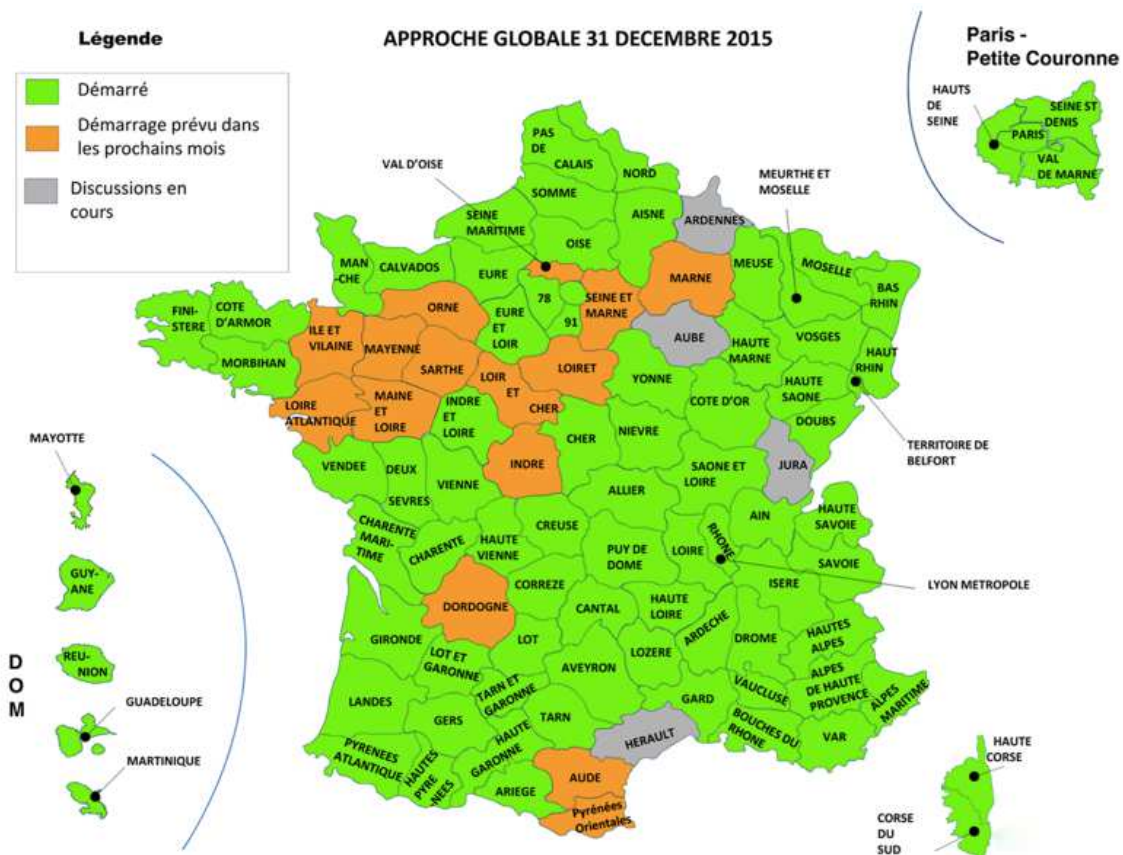 Légende
APPROCHE GLOBALE 31 DECEMBRE 2015
Paris -
Petite Couronne
Démarré
Démarrage prévu dans
les prochains mois
Discussions en
cours
HAUTS
DE
SEINE
SEINE ST
DENIS
PARIS
VAL
DE MARNE
VAL D'OISE
MEURTHE ET
MOSELLE
PAS
DE
CALAIS
NORD
SOMME
SEINE
MARITIME
AISNE
ARDENNES
OISE
MAN-
CHE
CALVADOS
EURE
MARNE
MEUSE
MOSELLE
BAS
RHIN
FINI-
STERE
COTE
D'ARMOR
MORBIHAN
ILE ET
VILAINE
ORNE
MAYENNE
SARTHE
EURE
ET
LOIR
78
91
SEINE ET
MARNE
AUBE
HAUTE
MARNE
VOSGES
HAUT
RHIN
LOIRE
ATLANTIQUE
MAINE
ET
LOIRE
INDRE
ET
LOIRE
LOIR
ET
CHER
LOIRET
YONNE
COTE D'OR
HAUTE
SAONE
DOUBS
TERRITOIRE DE
BELFORT
CHER
NIEVRE
JURA
VENDEE
DEUX
SEVRES
VIENNE
INDRE
ALLIER
SAONE ET
LOIRE
AIN
HAUTE
SAVOIE
CHARENTE
MARI-
TIME
CHARENTE
HAUTE
VIENNE
CREUSE
PUY DE
DOME
LOIRE
RHONE
SAVOIE
LYON METROPOLE
ISERE
DORDOGNE
CORREZE
CANTAL
HAUTE
LOIRE
ARDECHE
DROME
HAUTES
ALPES
GIRONDE
LOT ET
GARONNE
LOT
AVEYRON
LOZERE
VAUCLUSE
ALPES
DE HAUTE
PROVENCE
ALPES
MARITIME
LANDES
GERS
TARN ET
GARONNE
TARN
GARD
BOUCHES DU
RHONE
VAR
PYRENEES
ATLANTIQUE
HAUTES
PYRE
NEES
HAUTE
GARONNE
ARIEGE
HERAULT
AUDE
Pyrénées
Orientales
HAUTE
CORSE
CORSE
DU
SUD
MAYOTTE
GUY-
ANE
REU-
NION
GUADELOUPE
MARTINIQUE
D
O
M